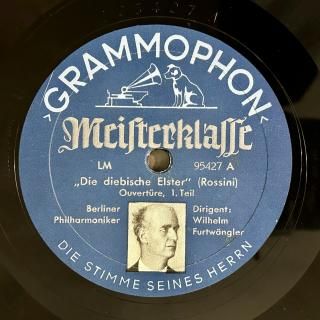 GRAMMOPHON
Meisterklasse
LM 95427 A
„Die diebische Elster“ (Rossini)
Ouvertüre, 1. Teil
Berliner Philharmoniker
Dirigent: Wilhelm Furtwängler
DIE STIMME SEINES HERRN